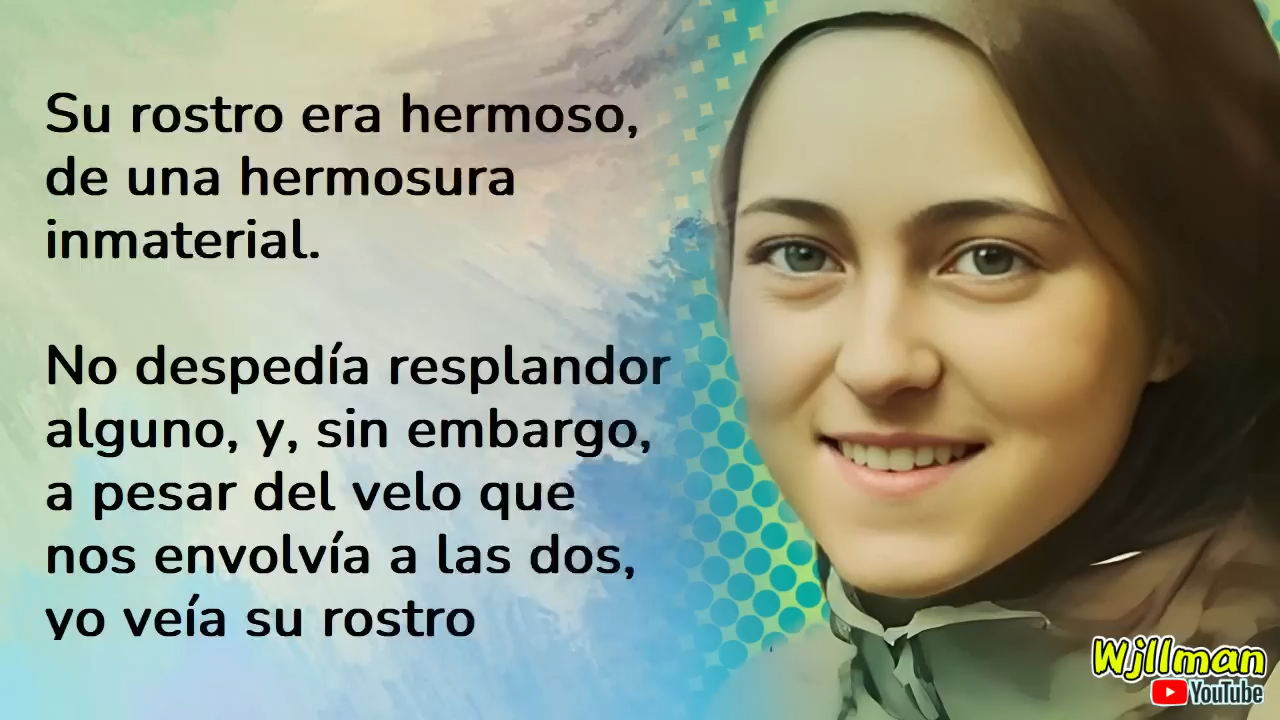 Su rostro era hermoso,
de una hermosura
inmaterial.
No despedía resplandor
alguno, y, sin embargo,
a pesar del velo que
nos envolvía a las dos,
yo veía su rostro
Wjllman
YouTube